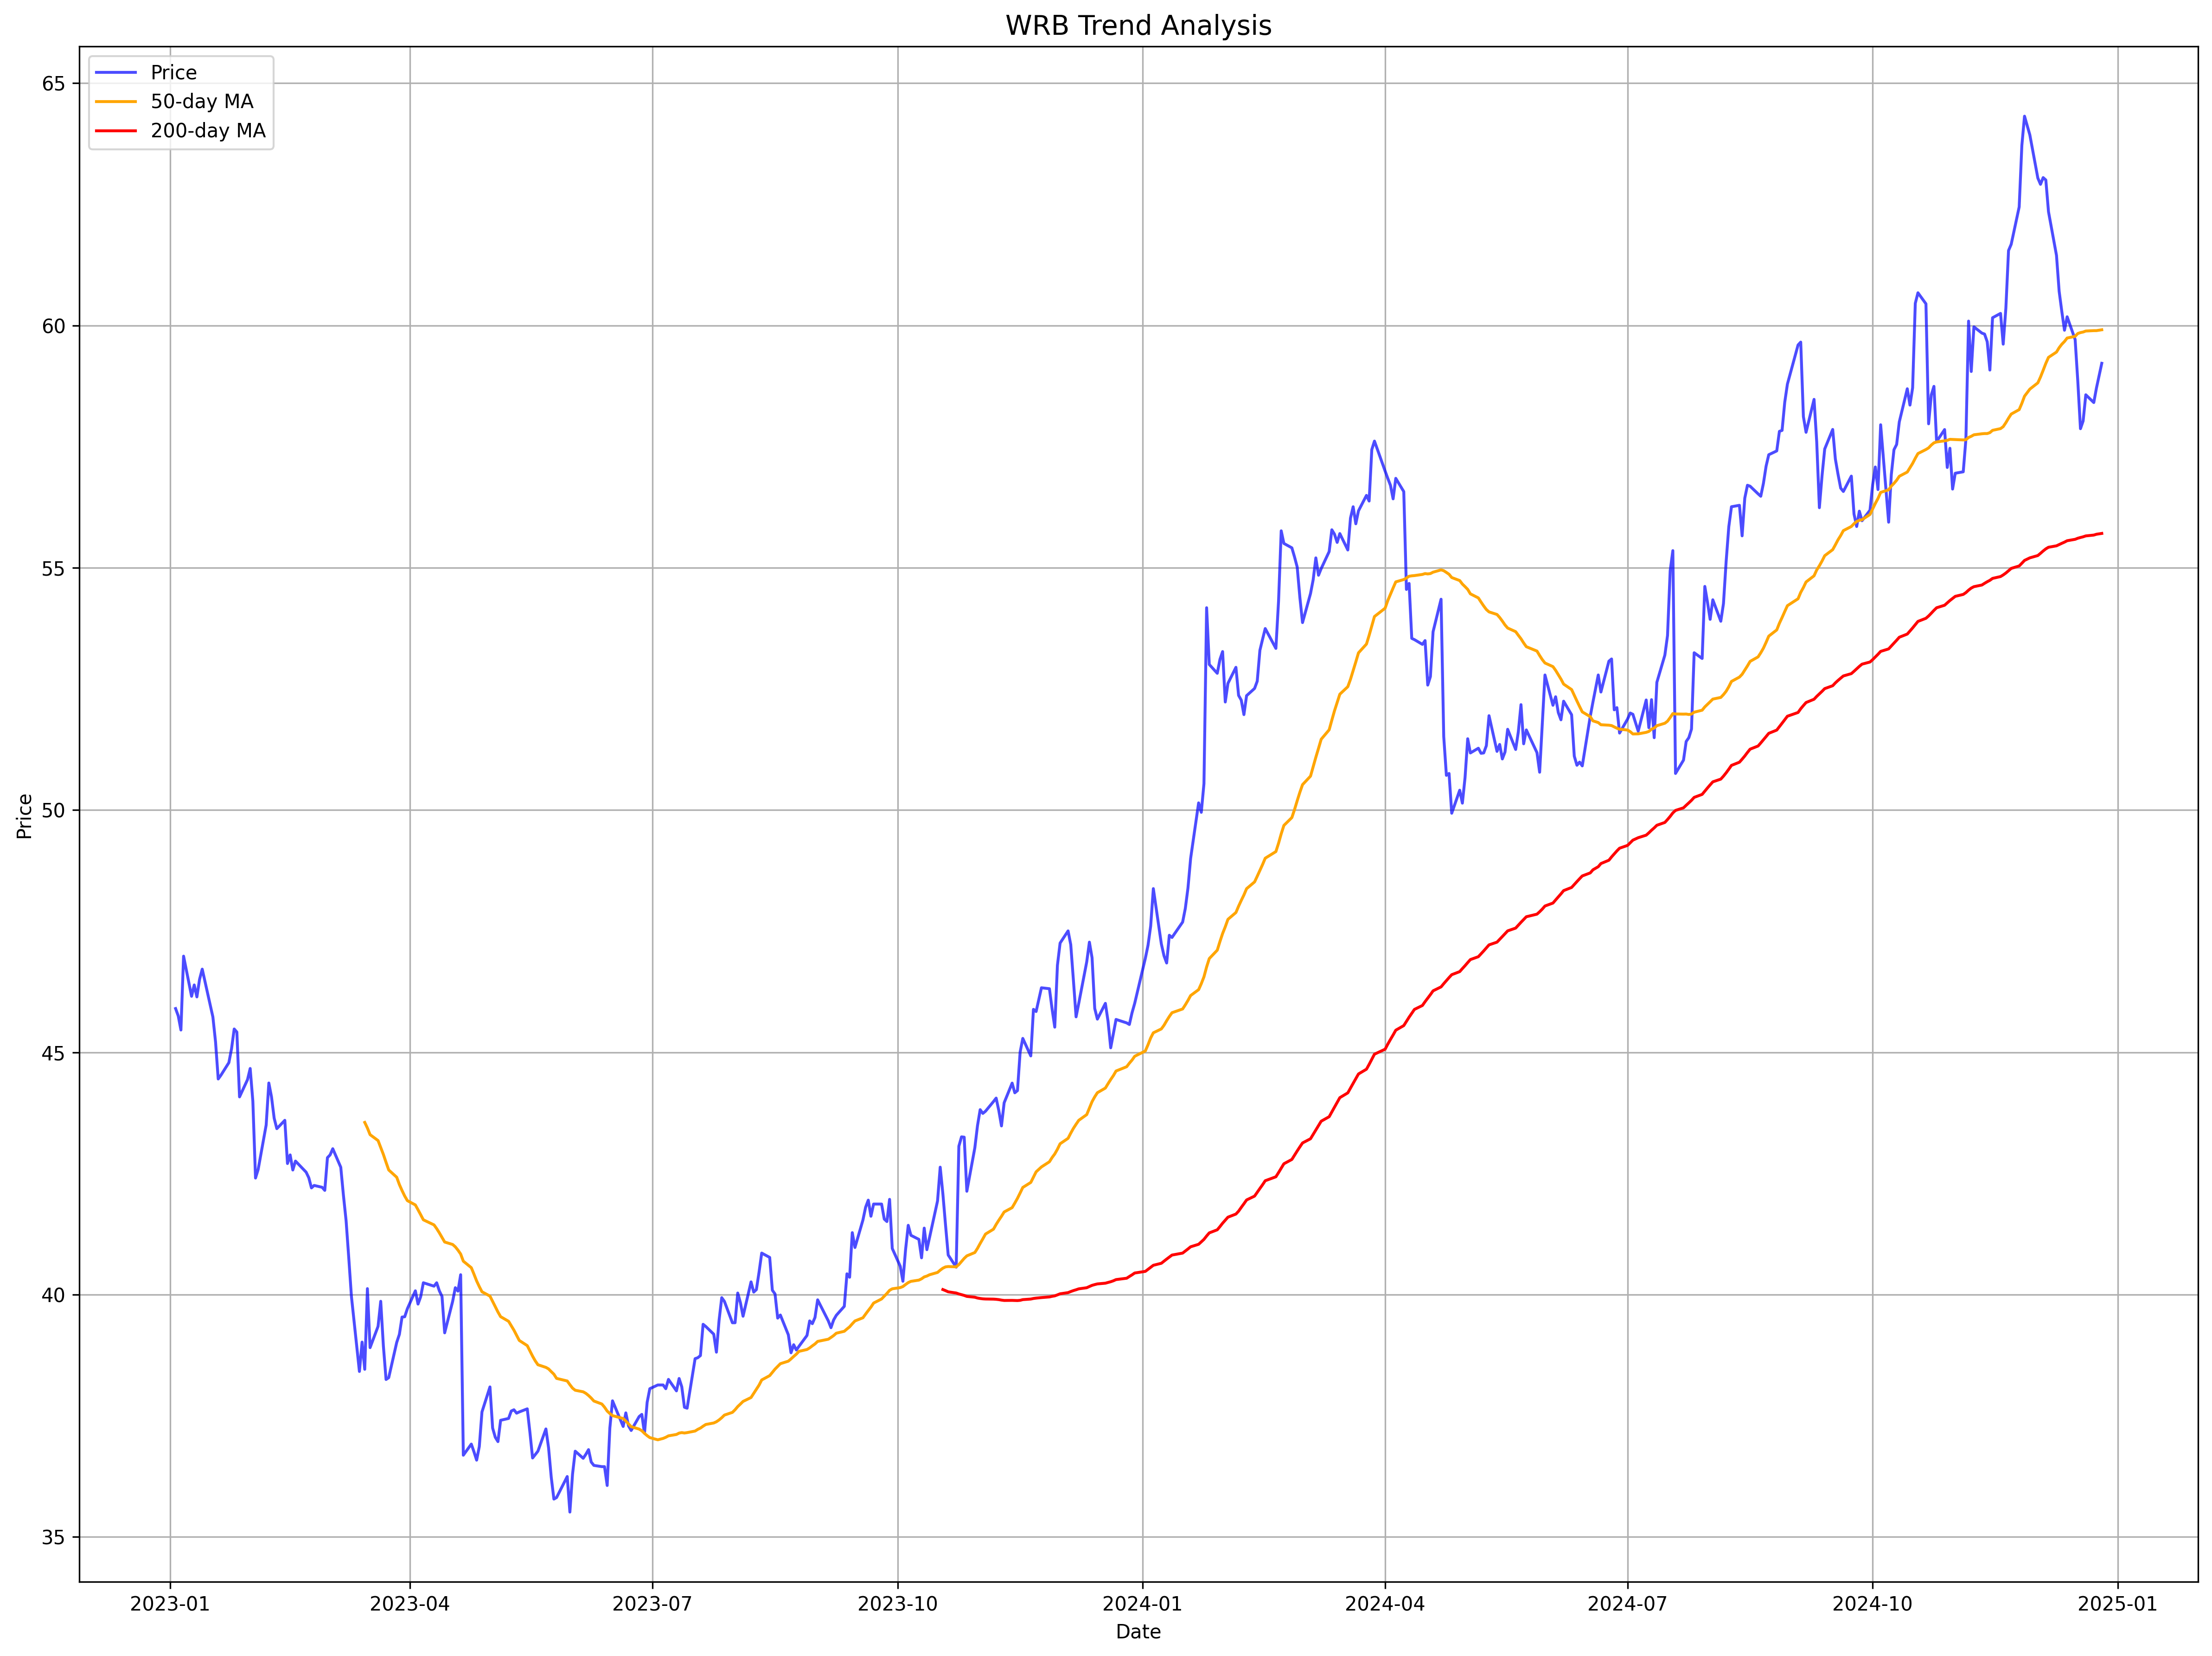 WRB Trend Analysis
Price
50-day MA
200-day MA
65
60
55
50
45
40
35
Price
2023-01
2023-04
2023-07
2023-10
2024-01
2024-04
2024-07
2024-10
2025-01
Date